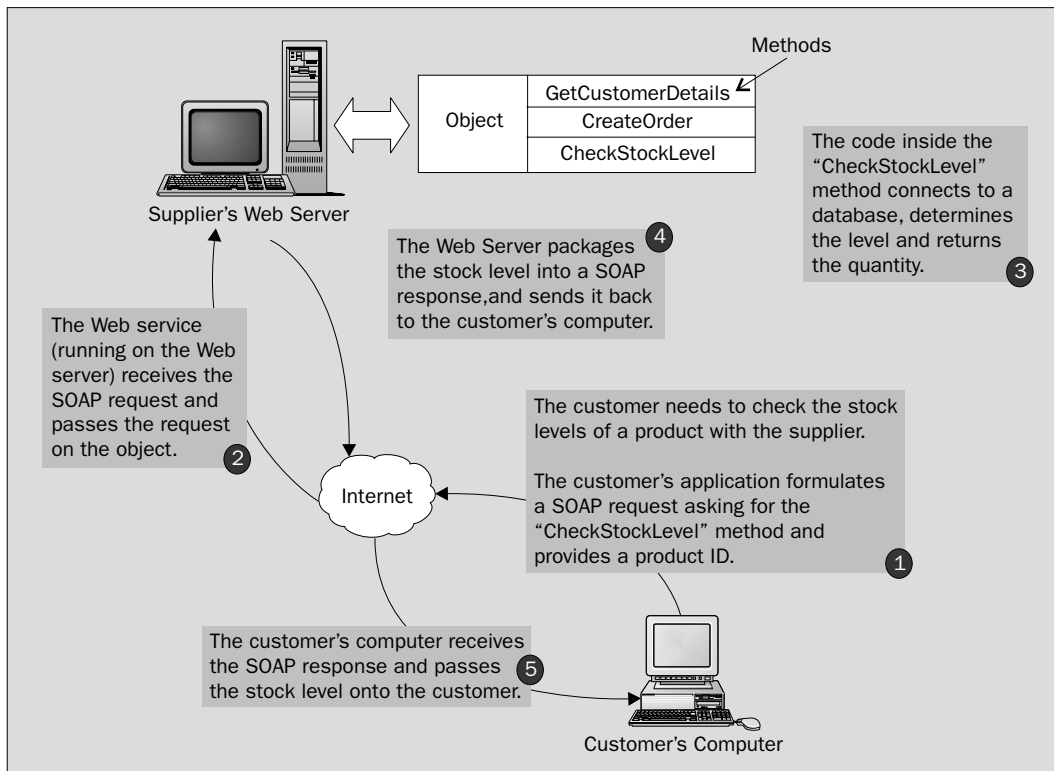 Methods
Object
GetCustomerDetails
CreateOrder
CheckStockLevel
Supplier's Web Server
The code inside the
“CheckStockLevel”
method connects to a
database, determines
the level and returns
the quantity.
3
The Web Server packages
the stock level into a SOAP
response,and sends it back
to the customer's computer.
4
The Web service
(running on the Web
server) receives the
SOAP request and
passes the request
on the object.
2
Internet
The customer needs to check the stock
levels of a product with the supplier.
The customer's application formulates
a SOAP request asking for the
“CheckStockLevel” method and
provides a product ID.
1
The customer's computer receives
the SOAP response and passes
the stock level onto the customer.
5
Customer's Computer